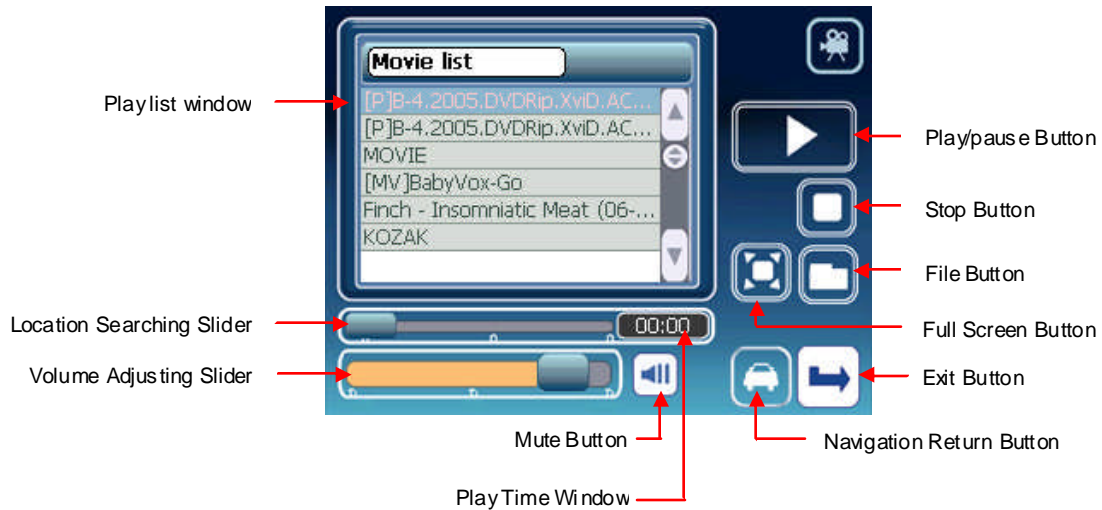 Movie list
Playlist window
[P]B-4.2005.DVDRip.XviD.AC...
[P]B-4.2005.DVDRip.XviD.AC...
MOVIE
[MV]BabyVox-Go
Finch - Insomniatic Meat (06-...
KOZAK
Play/pause Button
Stop Button
File Button
Location Searching Slider
00:00
Full Screen Button
Volume Adjusting Slider
Exit Button
Mute Button
Navigation Return Button
Play Time Window